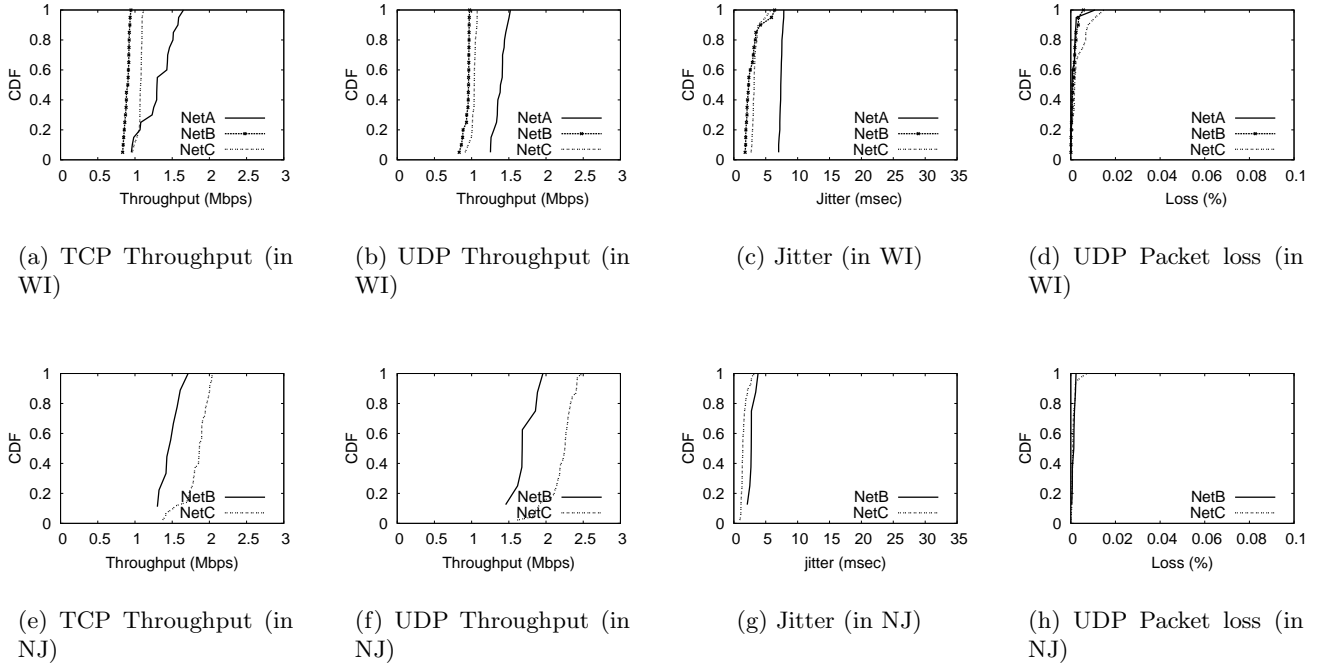 1
0.8
0.6
0.4
0.2
0
CDF
NetA
NetB
NetC
0 0.5 1 1.5 2 2.5 3
Throughput (Mbps)
(a) TCP Throughput (in
WI)
1
0.8
0.6
0.4
0.2
0
CDF
NetA
NetB
NetC
0 0.5 1 1.5 2 2.5 3
Throughput (Mbps)
(b) UDP Throughput (in
WI)
1
0.8
0.6
0.4
0.2
0
CDF
NetA
NetB
NetC
0 5 10 15 20 25 30 35
Jitter (msec)
(c) Jitter (in WI)
1
0.8
0.6
0.4
0.2
0
CDF
NetA
NetB
NetC
0 0.02 0.04 0.06 0.08 0.1
Loss (%)
(d) UDP Packet loss (in
WI)
1
0.8
0.6
0.4
0.2
0
CDF
NetB
NetC
0 0.5 1 1.5 2 2.5 3
Throughput (Mbps)
(e) TCP Throughput (in
NJ)
1
0.8
0.6
0.4
0.2
0
CDF
NetB
NetC
0 0.5 1 1.5 2 2.5 3
Throughput (Mbps)
(f) UDP Throughput (in
NJ)
1
0.8
0.6
0.4
0.2
0
CDF
NetB
NetC
0 5 10 15 20 25 30 35
jitter (msec)
(g) Jitter (in NJ)
1
0.8
0.6
0.4
0.2
0
CDF
NetB
NetC
0 0.02 0.04 0.06 0.08 0.1
Loss (%)
(h) UDP Packet loss (in
NJ)